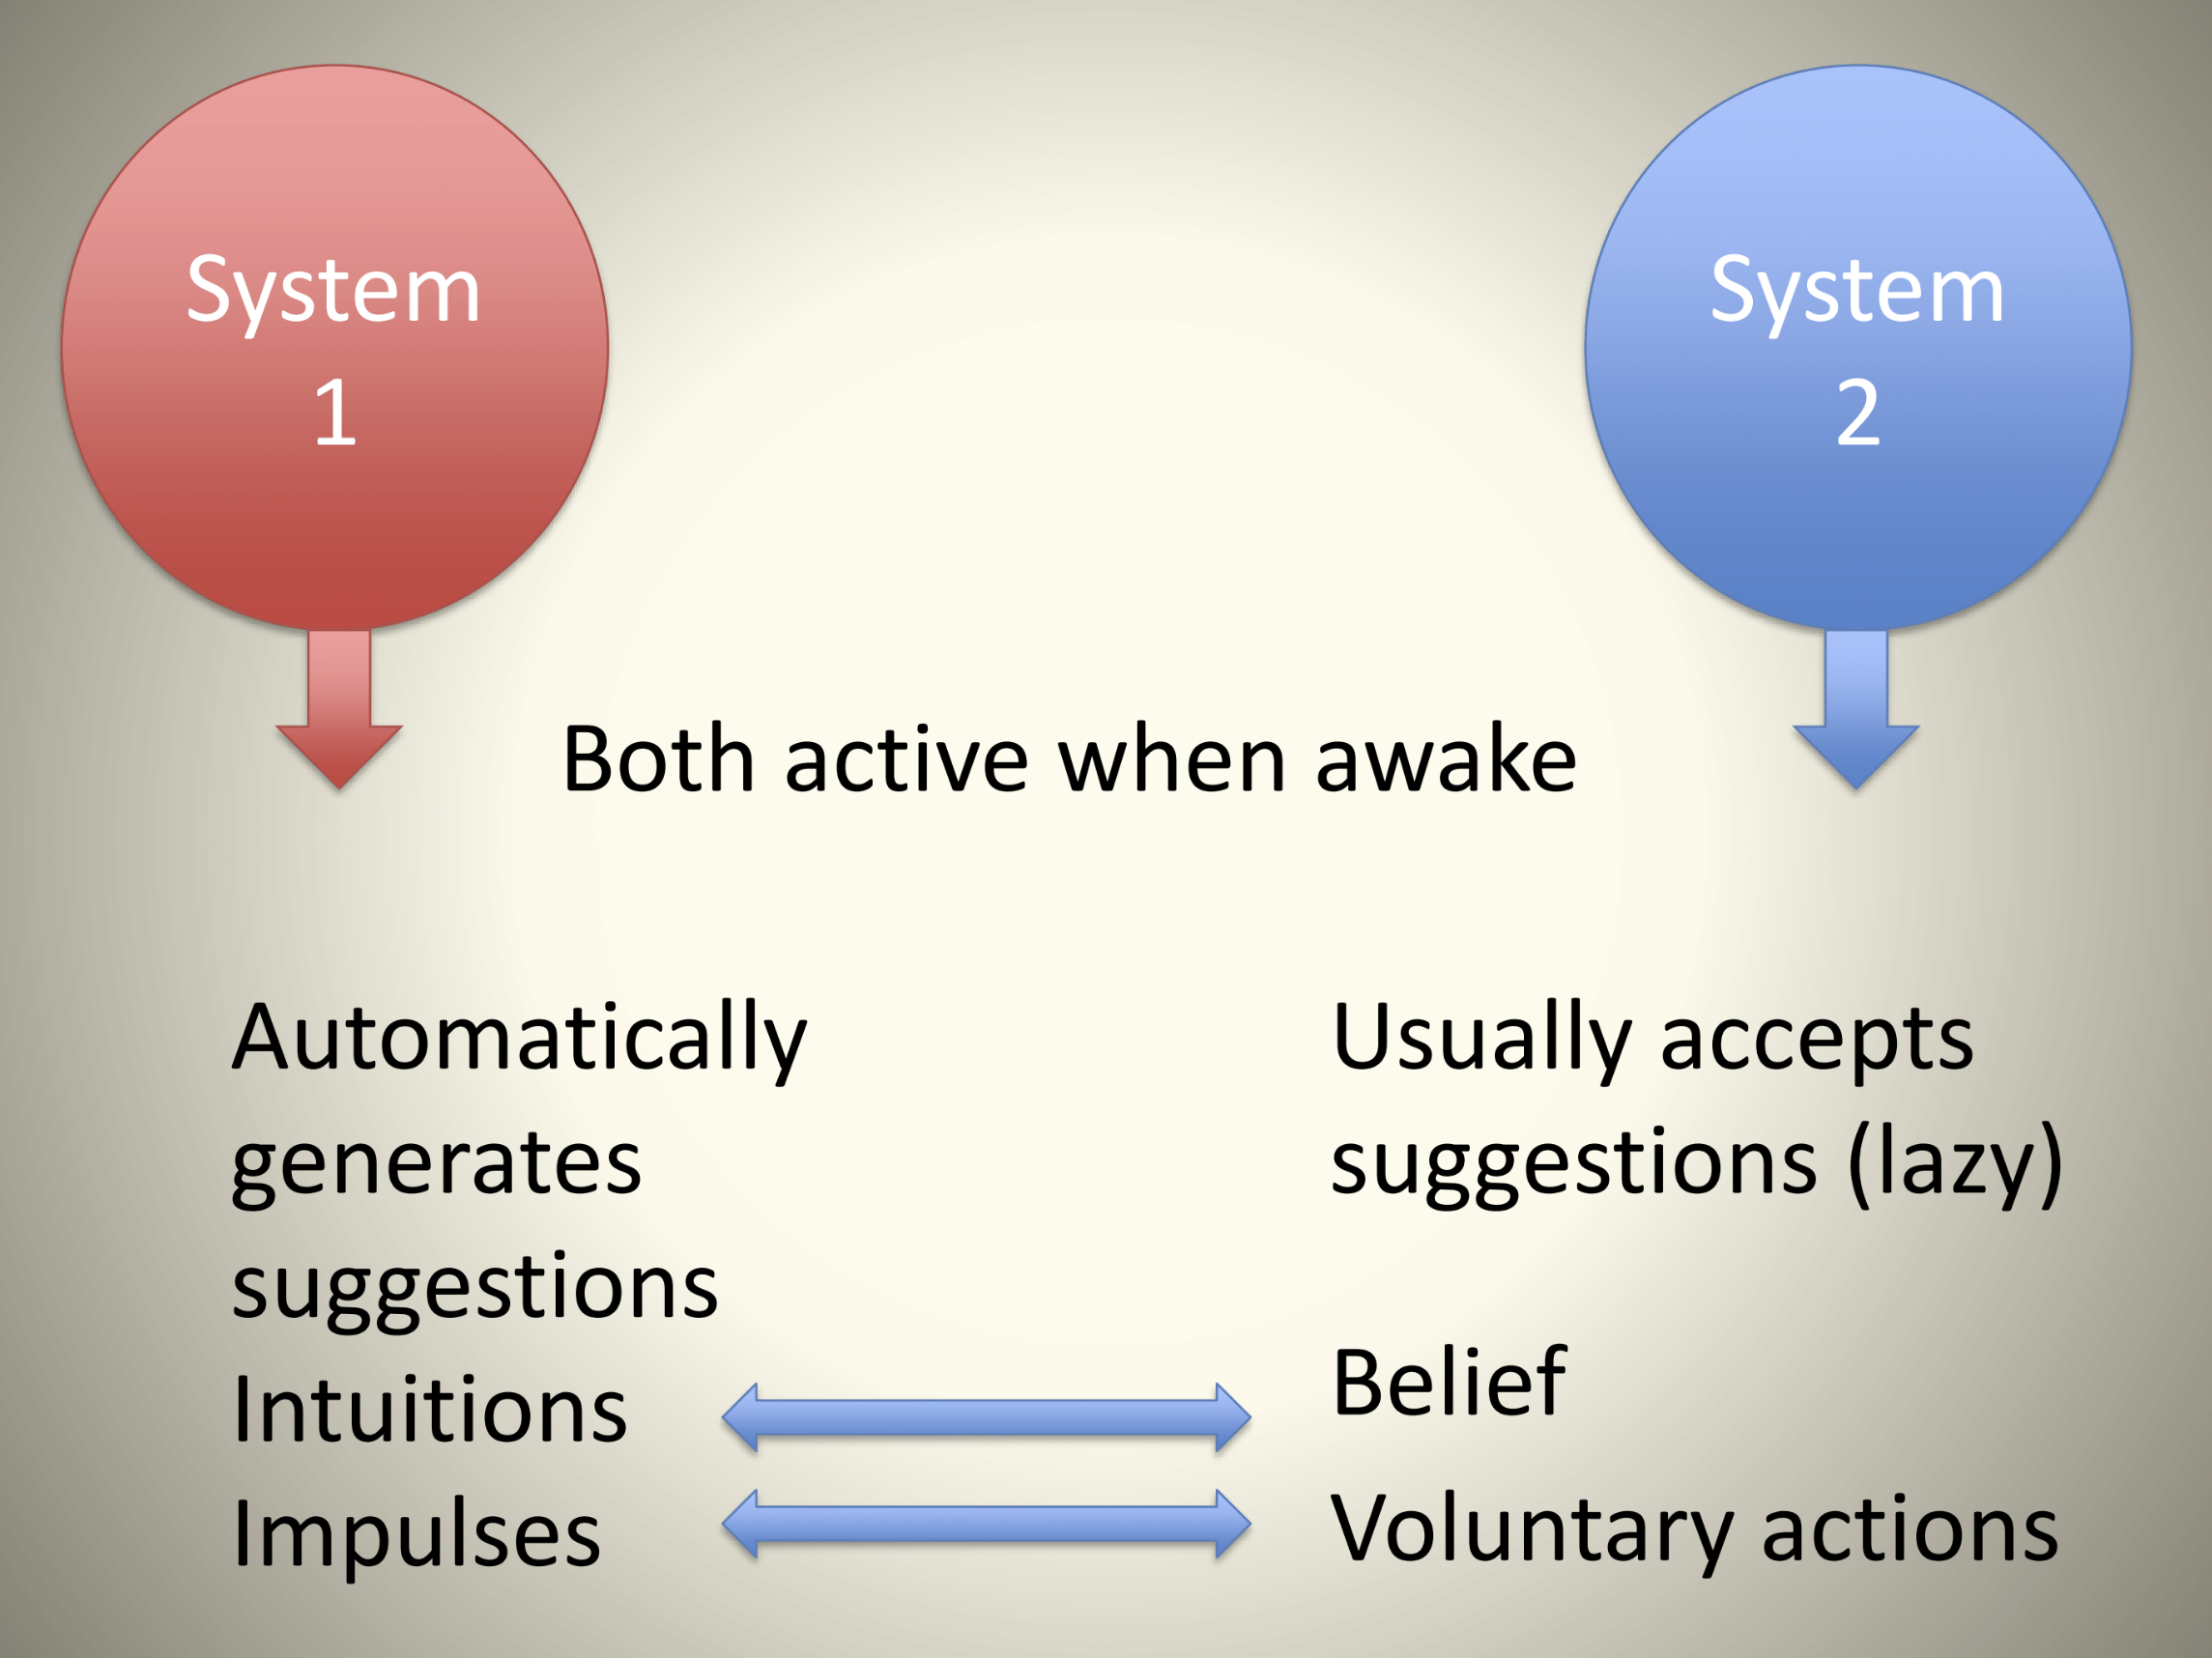 System
1
System
2
Both active when awake
Automatically
generates
suggestions
Intuitions
Impulses
Usually accepts
suggestions (lazy)
Belief
Voluntary actions